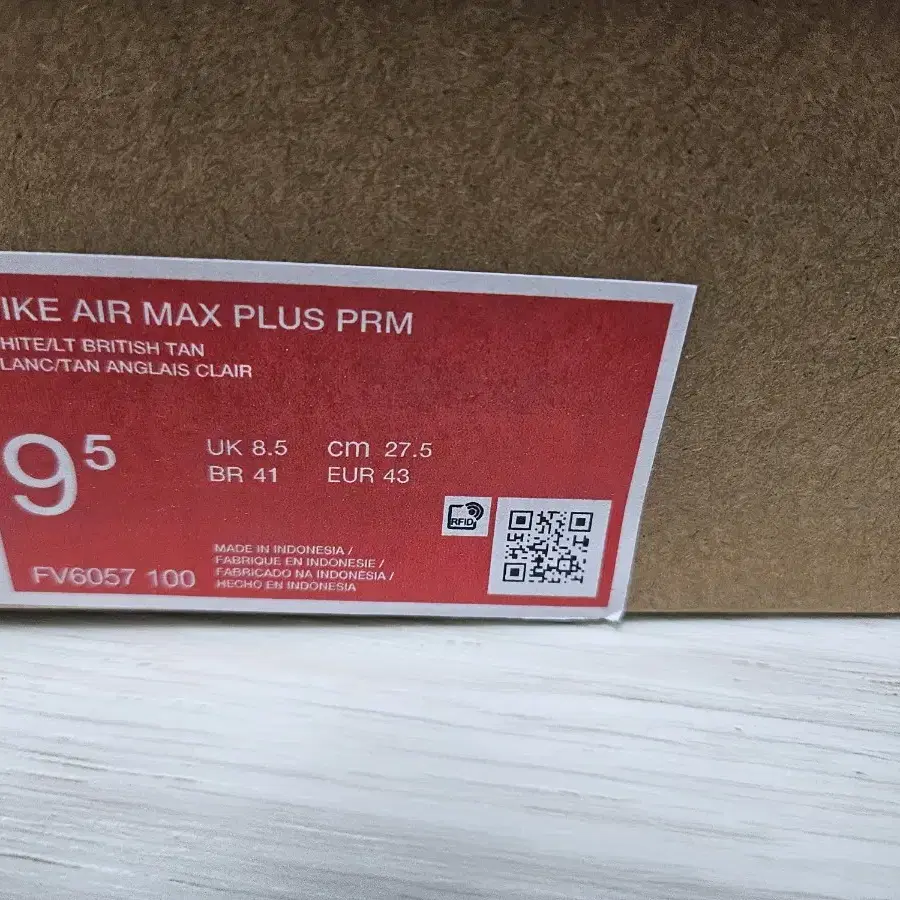 IKE AIR MAX PLUS PRM
HITE/LT BRITISH TAN
LANC/TAN ANGLAIS CLAIR
9⁵
UK 8.5 cm 27.5
BR 41 EUR 43
RFID
MADE IN INDONESIA /
FABRIQUE EN INDONESIE /
FABRICADO NA INDONESIA /
HECHO EN INDONESIA
FV6057 100